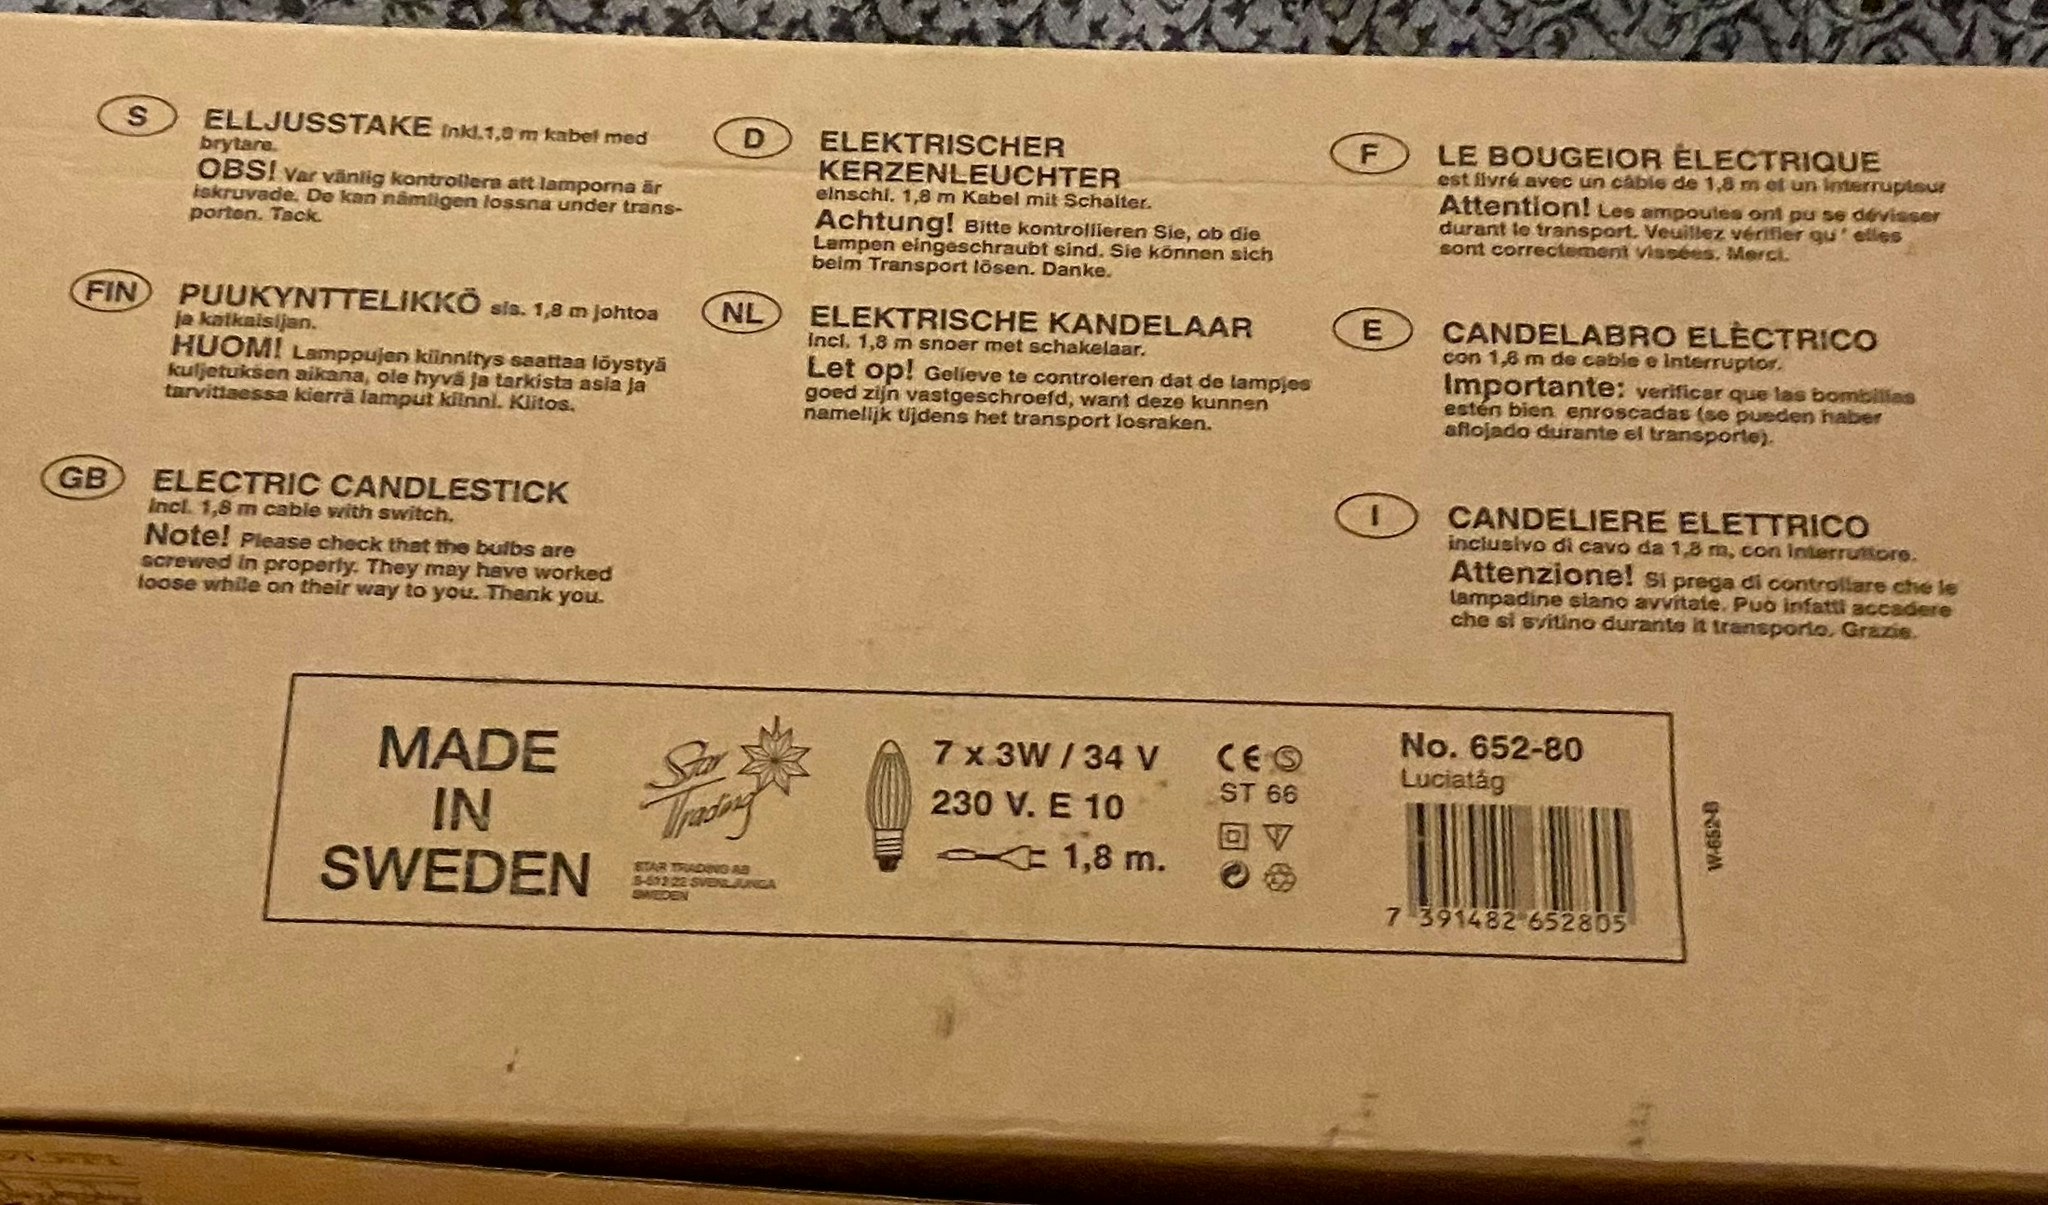 S
ELLJUSSTAKE inkl.1,8 m kabel med
brytare.
OBS! Var vänlig kontrollera att lamporna är
iskruvade. De kan nämligen lossna under trans-
porten. Tack.
FIN
PUUKYNTTELIKKÖ sis. 1,8 m johtoa
ja katkaisijan.
HUOM! Lamppujen kiinnitys saattaa löystyä
kuljetuksen aikana, ole hyvä ja tarkista asia ja
tarvittaessa kierrä lamput kiinni. Kiitos.
GB
ELECTRIC CANDLESTICK
incl. 1,8 m cable with switch.
Note! Please check that the bulbs are
screwed in properly. They may have worked
loose while on their way to you. Thank you.
D
ELEKTRISCHER
KERZENLEUCHTER
einschl. 1,8 m Kabel mit Schalter.
Achtung! Bitte kontrollieren Sie, ob die
Lampen eingeschraubt sind. Sie können sich
beim Transport lösen. Danke.
NL
ELEKTRISCHE KANDELAAR
incl. 1,8 m snoer met schakelaar.
Let op! Gelieve te controleren dat de lampjes
goed zijn vastgeschroefd, want deze kunnen
namelijk tijdens het transport losraken.
F
LE BOUGEIOR ÈLECTRIQUE
est livré avec un câble de 1,8 m et un interrupteur
Attention! Les ampoules ont pu se dévisser
durant le transport. Veuillez vérifier qu ' elles
sont correctement vissées. Merci.
E
CANDELABRO ELÈCTRICO
con 1,8 m de cable e interruptor.
Importante: verificar que las bombillas
estén bien enroscadas (se pueden haber
aflojado durante el transporte).
I
CANDELIERE ELETTRICO
inclusivo di cavo da 1,8 m, con interruttore.
Attenzione! Si prega di controllare che le
lampadine siano avvitate. Può infatti accadere
che si svitino durante il transporto. Grazie.
MADE
IN
SWEDEN
Star
Trading
STAR TRADING AB
S-512 22 SVENLJUNGA
SWEDEN
7 x 3W / 34 V
230 V. E 10
1,8 m.
CE S
ST 66
No. 652-80
Luciatåg
7 391482 652805
W-652-B